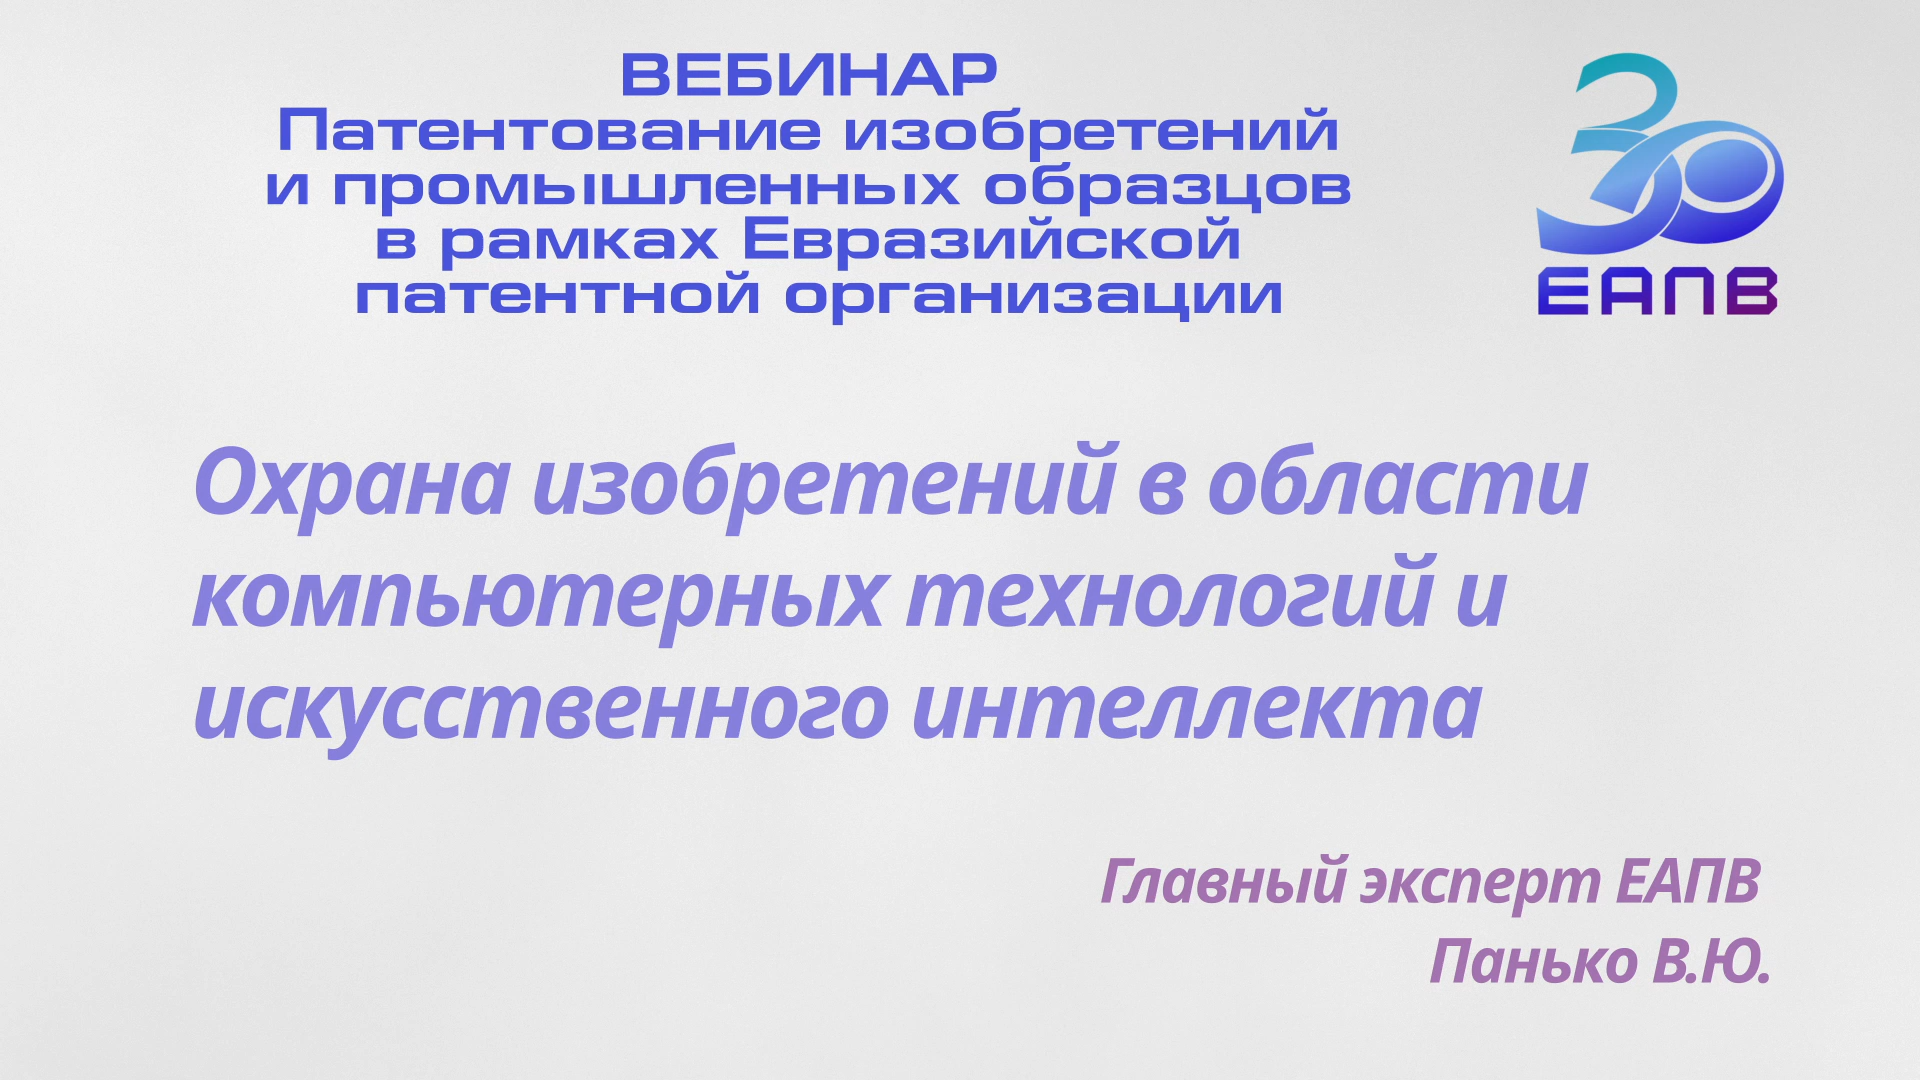 ВЕБИНАР
Патентование изобретений
и промышленных образцов
в рамках Евразийской
патентной организации
30
ЕАПВ
Охрана изобретений в области
компьютерных технологий и
искусственного интеллекта
Главный эксперт ЕАПВ
Панько В.Ю.